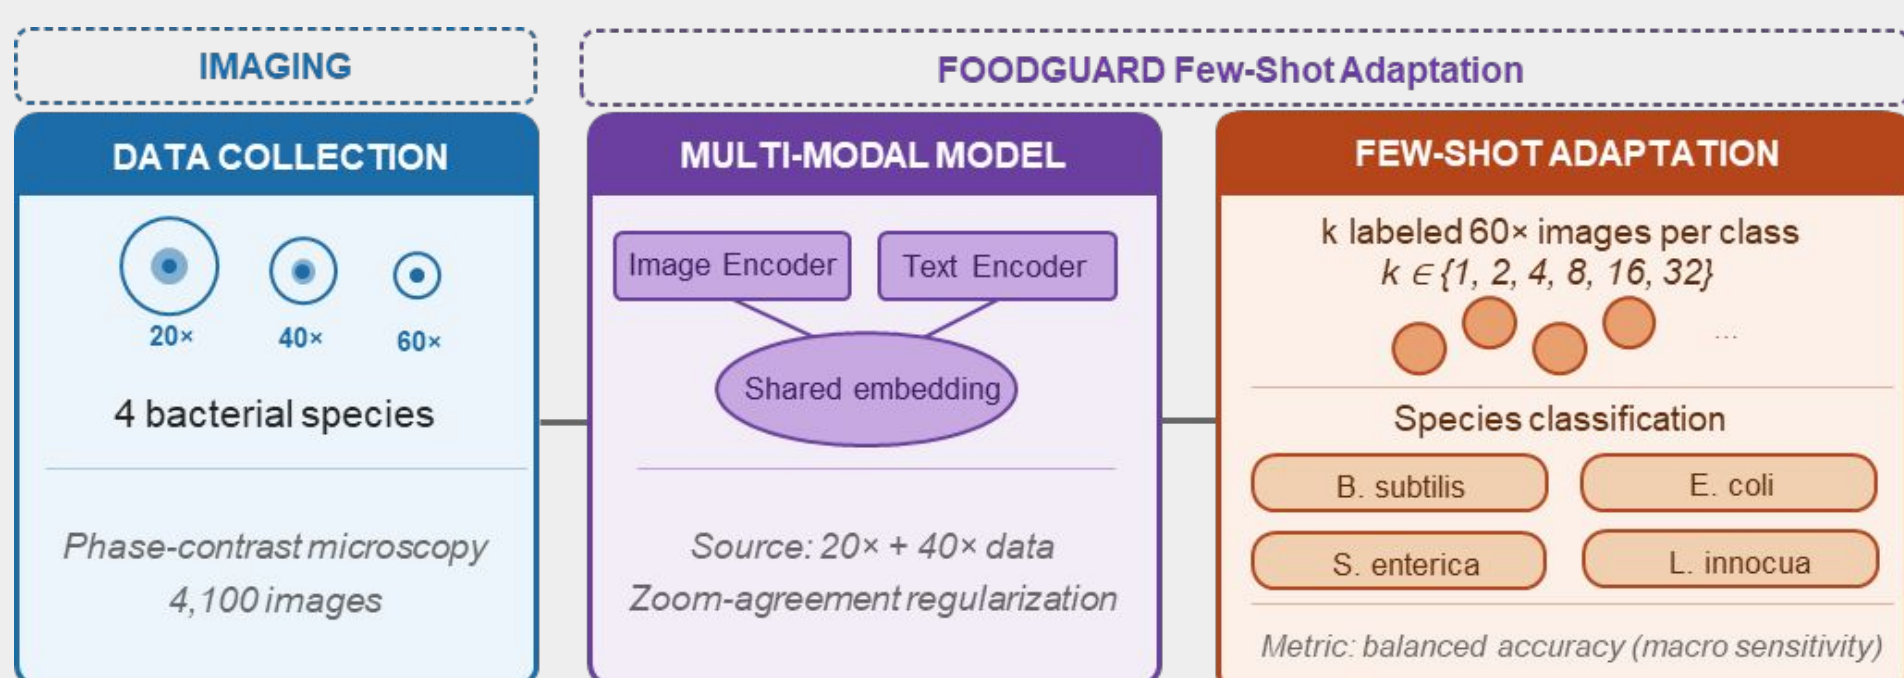 IMAGING
FOODGUARD Few-Shot Adaptation
DATA COLLECTION
20×
40×
60×
4 bacterial species
Phase-contrast microscopy
4,100 images
MULTI-MODAL MODEL
Image Encoder
Text Encoder
Shared embedding
Source: 20× + 40× data
Zoom-agreement regularization
FEW-SHOT ADAPTATION
k labeled 60× images per class
k ∈ {1, 2, 4, 8, 16, 32}
...
Species classification
B. subtilis
E. coli
S. enterica
L. innocua
Metric: balanced accuracy (macro sensitivity)